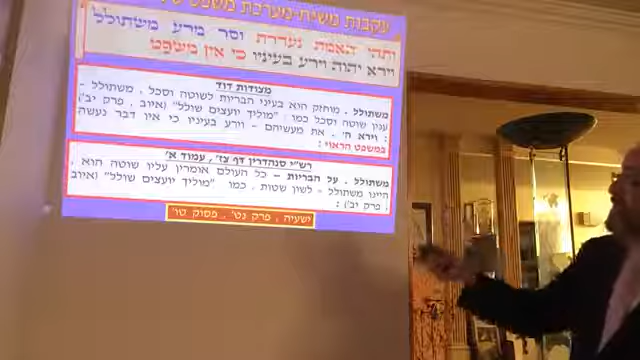 עקבות משיח-מערכת משפט
ותהי האמת נעדרת וסר מרע משתולל
וירא יהוה וירע בעיניו כי אין משפט
מצודות דוד
משתולל . מוחזק הוא בעיני הבריות לשוטה וסכל . משתולל -
ענין שוטה וסכל כמו : "מוליך יועצים שולל" (איוב . פרק יב')
: וירא ה' . את מעשיהם - וירע בעיניו כי אין דבר נעשה .
במשפט הראוי :
רש"י סנהדרין דף צז' , עמוד א'
משתולל . על הבריות - כל העולם אומרין עליו שוטה הוא .
היינו משתולל - לשון שטות . כמו "מוליך יועצים שולל" (איוב
. פרק יב') :
ישעיה . פרק נט' . פסוק טו'